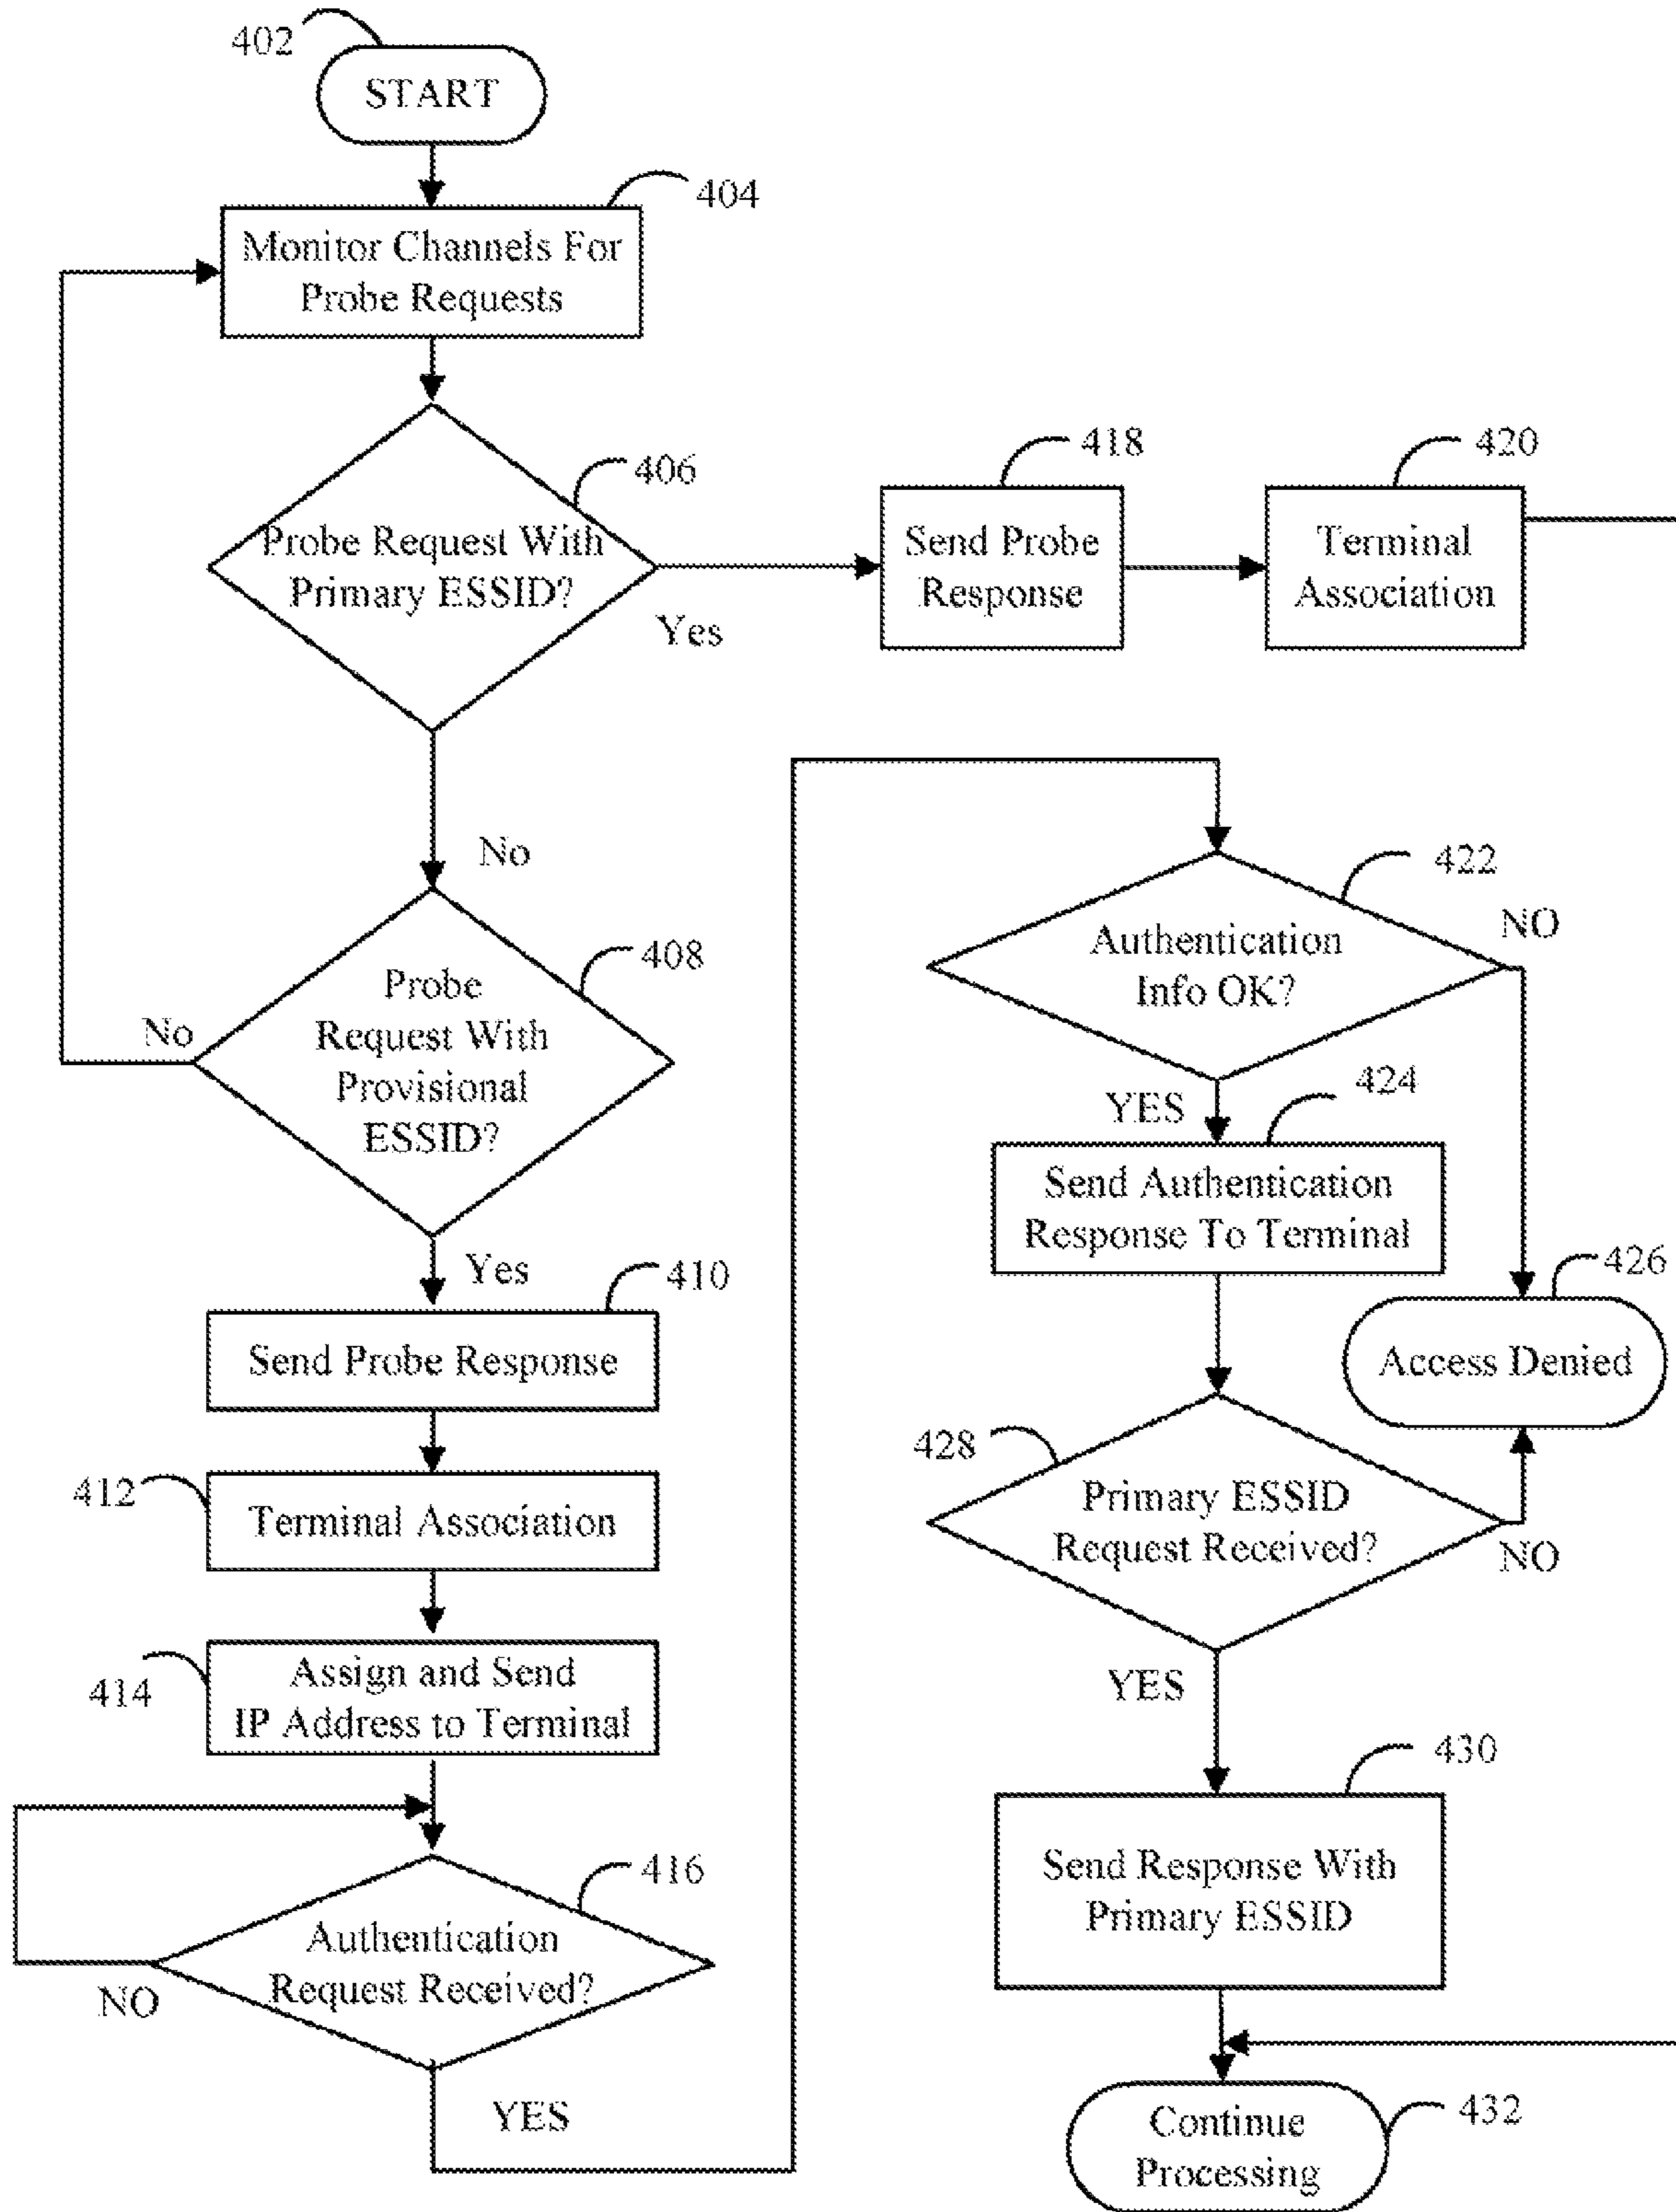 402
START
404
Monitor Channels For
Probe Requests
406
Probe Request With
Primary ESSID?
Yes
418
Send Probe
Response
420
Terminal
Association
No
408
Probe
Request With
Provisional
ESSID?
No
Yes
410
Send Probe Response
412
Terminal Association
414
Assign and Send
IP Address to Terminal
416
Authentication
Request Received?
NO
YES
422
Authentication
Info OK?
NO
YES
424
Send Authentication
Response To Terminal
426
Access Denied
428
Primary ESSID
Request Received?
NO
YES
430
Send Response With
Primary ESSID
432
Continue
Processing